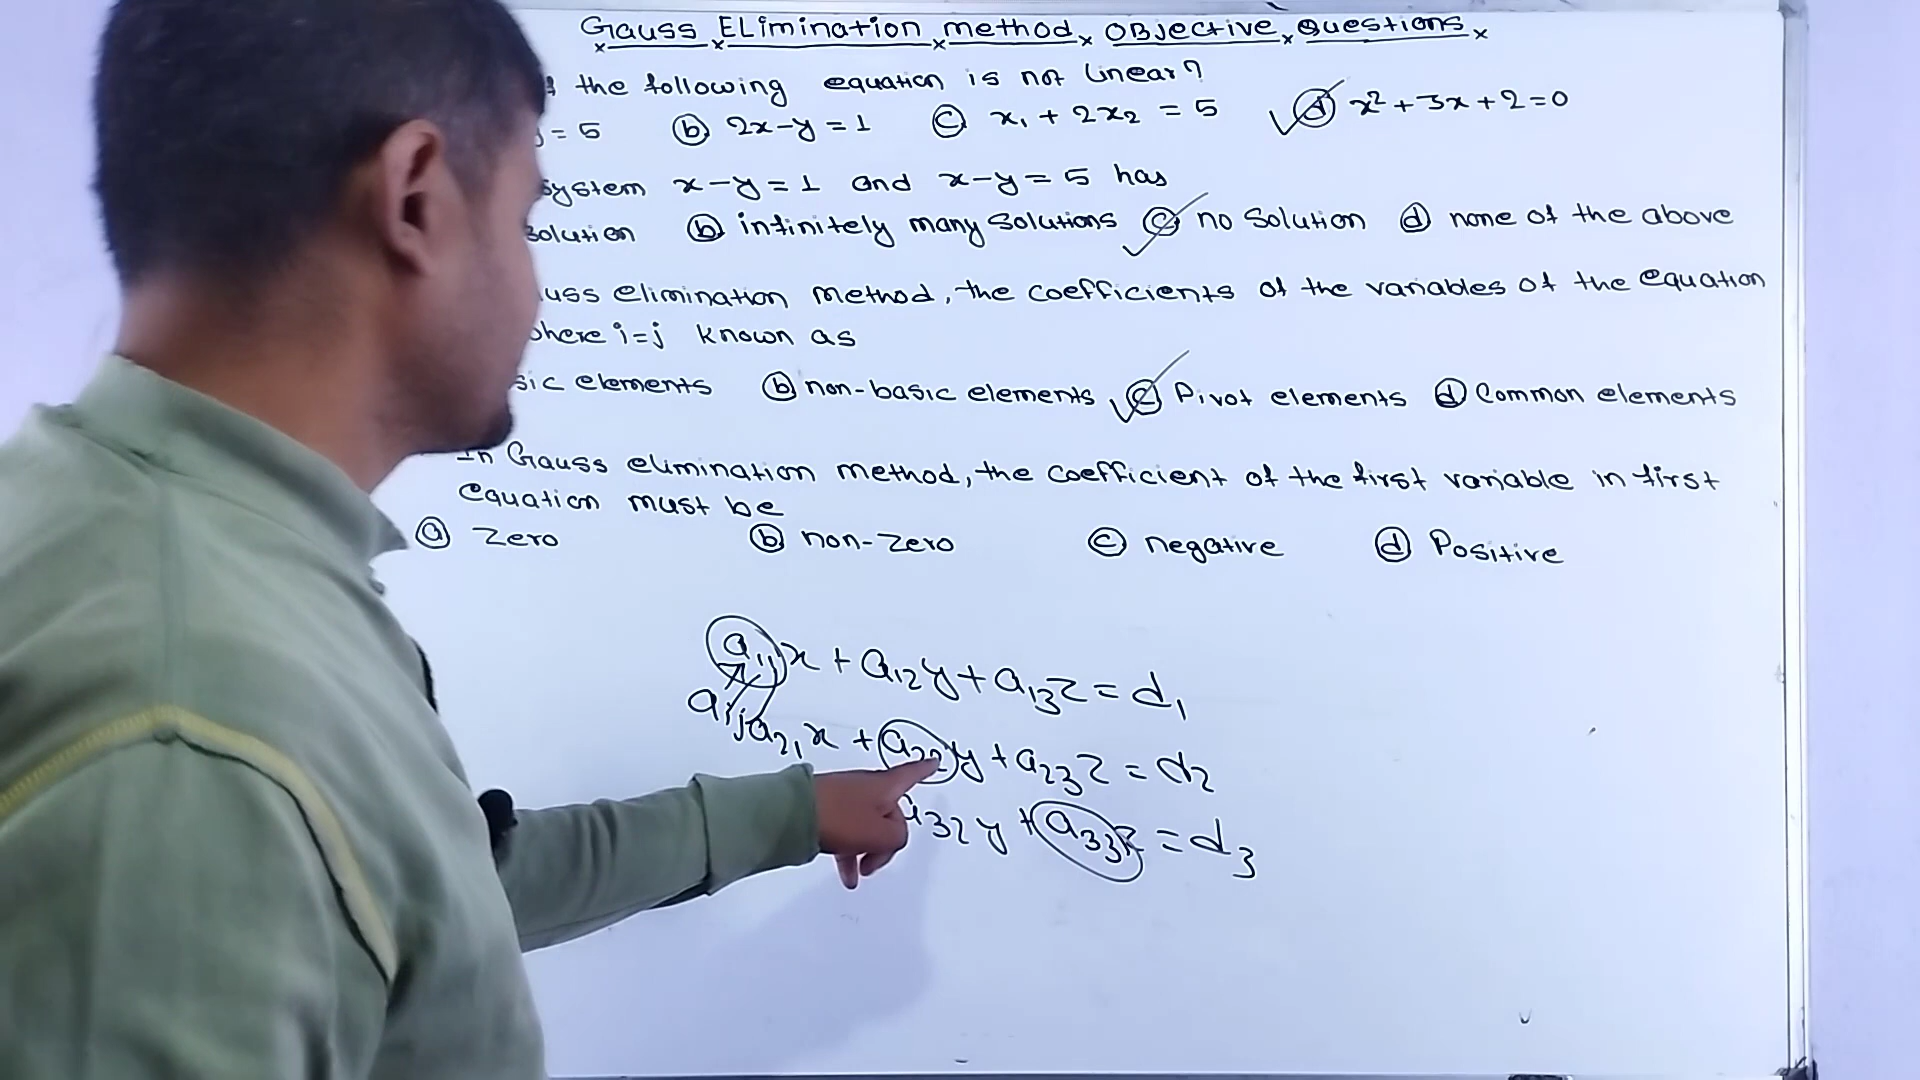 Gauss Elimination method objective questions
the following equation is not linear?
= 5 (b) 2x-y = 1 (c) x₁ + 2x₂ = 5 (d) x² + 3x + 2 = 0
system x-y = 1 and x-y = 5 has
solution (b) infinitely many solutions (c) no solution (d) none of the above
elimination method, the coefficients of the variables of the equation
where i=j known as
elements (b) non-basic elements (c) Pivot elements (d) common elements
In Gauss elimination method, the coefficient of the first variable in first
equation must be
(a) Zero (b) non-zero (c) negative (d) Positive
a₁₁x + a₁₂y + a₁₃z = d₁
aᵢⱼ
a₂₁x + a₂₂y + a₂₃z = d₂
a₃₂y + a₃₃z = d₃